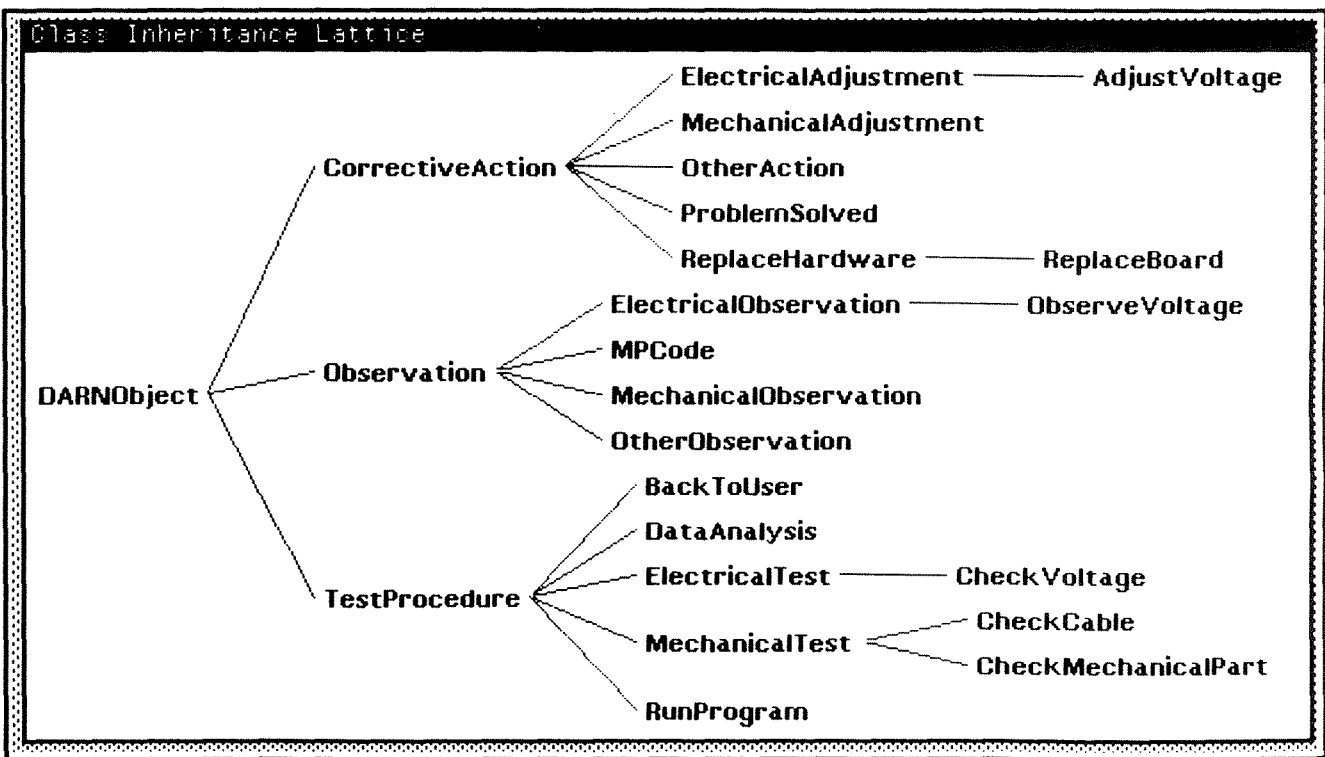 Class Inheritance Lattice
ElectricalAdjustment
AdjustVoltage
MechanicalAdjustment
CorrectiveAction
OtherAction
ProblemSolved
ReplaceHardware
ReplaceBoard
ElectricalObservation
ObserveVoltage
MPCode
Observation
DARNObject
MechanicalObservation
OtherObservation
BackToUser
DataAnalysis
ElectricalTest
CheckVoltage
TestProcedure
CheckCable
MechanicalTest
CheckMechanicalPart
RunProgram